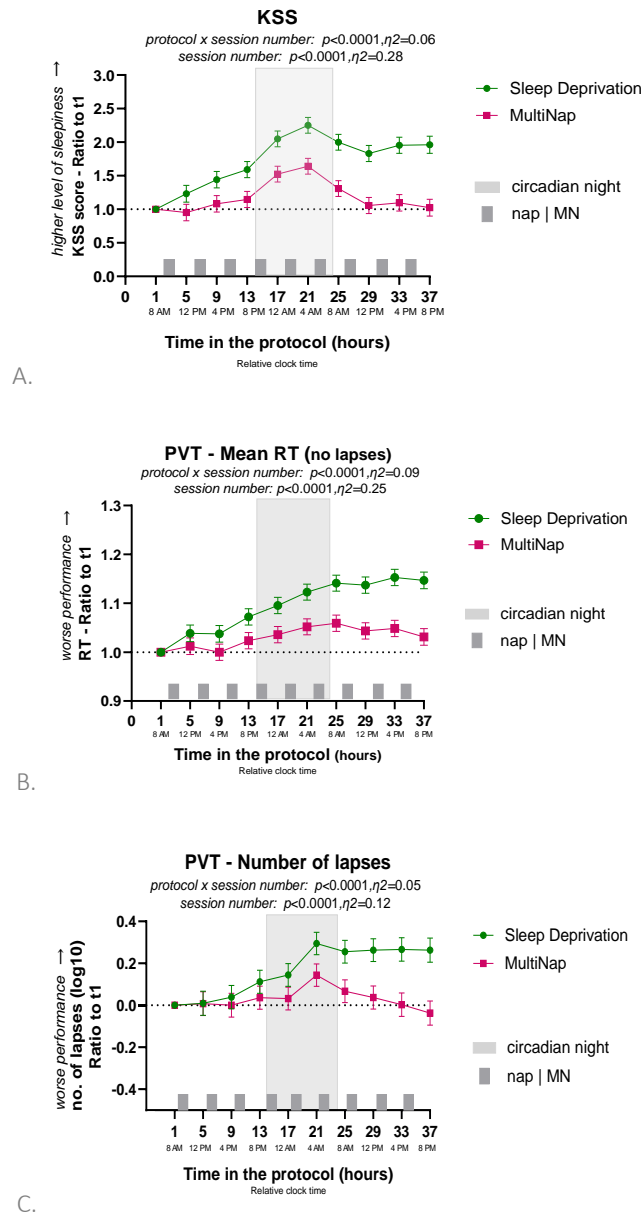 KSS
protocol x session number: p<0.0001,η2=0.06
session number: p<0.0001,η2=0.28
higher level of sleepiness →
KSS score - Ratio to t1
3.0
2.5
2.0
1.5
1.0
0.5
0.0
0 1 5 9 13 17 21 25 29 33 37
8 AM 12 PM 4 PM 8 PM 12 AM 4 AM 8 AM 12 PM 4 PM 8 PM
Time in the protocol (hours)
Relative clock time
Sleep Deprivation
MultiNap
circadian night
nap | MN
A.
PVT - Mean RT (no lapses)
protocol x session number: p<0.0001,η2=0.09
session number: p<0.0001,η2=0.25
worse performance →
RT - Ratio to t1
1.3
1.2
1.1
1.0
0.9
0 1 5 9 13 17 21 25 29 33 37
8 AM 12 PM 4 PM 8 PM 12 AM 4 AM 8 AM 12 PM 4 PM 8 PM
Time in the protocol (hours)
Relative clock time
Sleep Deprivation
MultiNap
circadian night
nap | MN
B.
PVT - Number of lapses
protocol x session number: p<0.0001,η2=0.05
session number: p<0.0001,η2=0.12
worse performance →
no. of lapses (log10)
Ratio to t1
0.4
0.2
0.0
-0.2
-0.4
1 5 9 13 17 21 25 29 33 37
8 AM 12 PM 4 PM 8 PM 12 AM 4 AM 8 AM 12 PM 4 PM 8 PM
Time in the protocol (hours)
Relative clock time
Sleep Deprivation
MultiNap
circadian night
nap | MN
C.